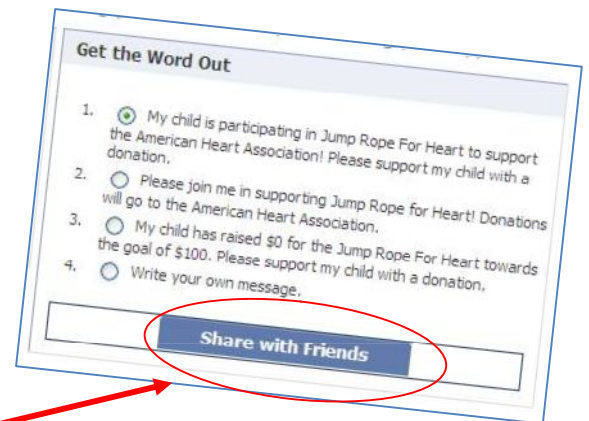 Get the Word Out
1. My child is participating in Jump Rope For Heart to support
the American Heart Association! Please support my child with a
donation.
2. Please join me in supporting Jump Rope for Heart! Donations
will go to the American Heart Association.
3. My child has raised $0 for the Jump Rope For Heart towards
the goal of $100. Please support my child with a donation.
4. Write your own message.
Share with Friends